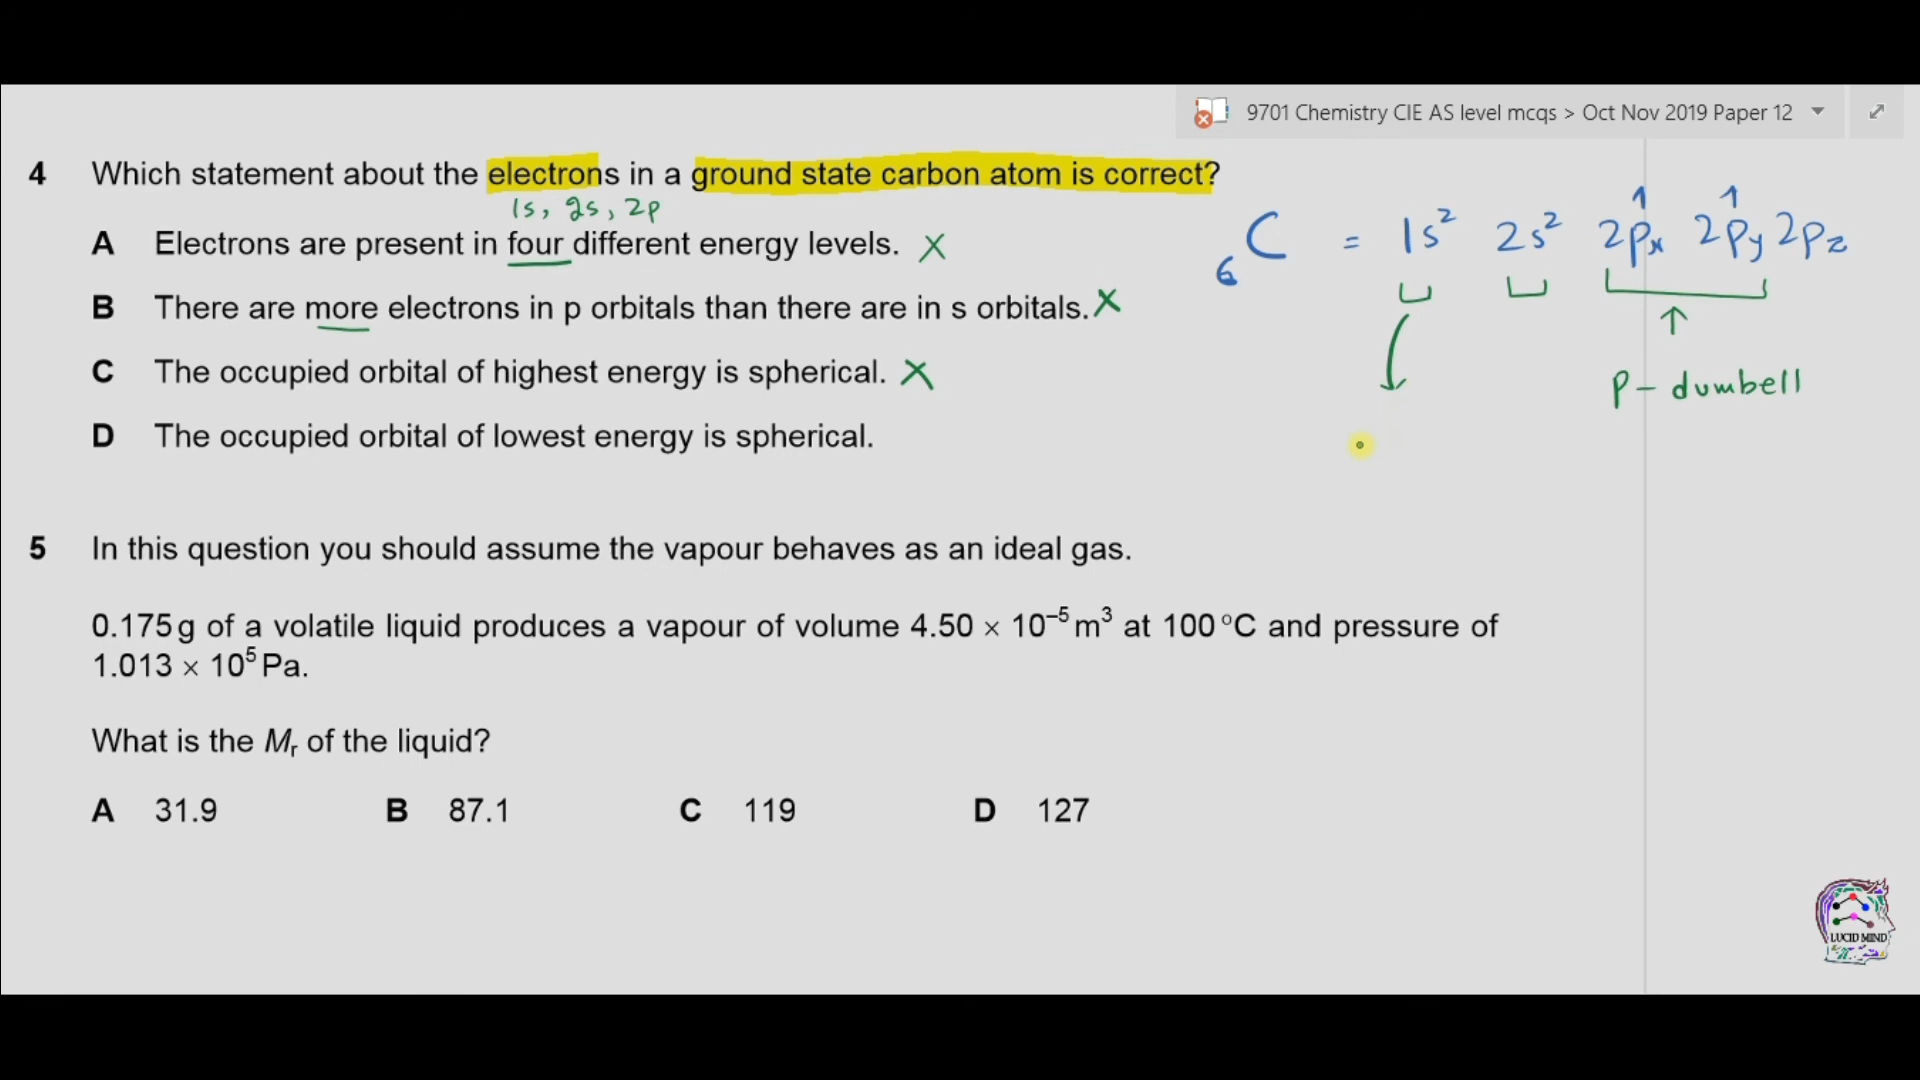 9701 Chemistry CIE AS level mcqs > Oct Nov 2019 Paper 12
4 Which statement about the electrons in a ground state carbon atom is correct?
1s, 2s, 2p
A Electrons are present in four different energy levels. X
B There are more electrons in p orbitals than there are in s orbitals. X
C The occupied orbital of highest energy is spherical. X
D The occupied orbital of lowest energy is spherical.
₆C = 1s² 2s² 2pₓ¹ 2pᵧ¹ 2p_z
↑
p - dumbell
5 In this question you should assume the vapour behaves as an ideal gas.
0.175 g of a volatile liquid produces a vapour of volume 4.50 × 10⁻⁵ m³ at 100 °C and pressure of
1.013 × 10⁵ Pa.
What is the Mᵣ of the liquid?
A 31.9 B 87.1 C 119 D 127
LUCID MIND